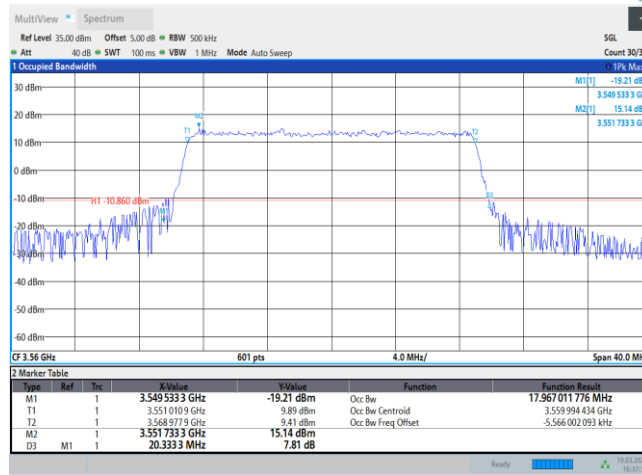 MultiView Spectrum
Ref Level 35.00 dBm Offset 5.00 dB RBW 500 kHz SGL
Att 40 dB SWT 100 ms VBW 1 MHz Mode Auto Sweep Count 30/3
1 Occupied Bandwidth 1Pk Max
M1[1] -19.21 dB
3.549 533 3 G
M2[1] 15.14 dB
3.551 733 3 G
30 dBm
20 dBm
M2
T1 T2
10 dBm
0 dBm
-10 dBm
H1 -10.860 dBm
D3
M1
-20 dBm
-30 dBm
-40 dBm
-50 dBm
-60 dBm
CF 3.56 GHz 601 pts 4.0 MHz/ Span 40.0 MH
2 Marker Table
Type Ref Trc X-Value Y-Value Function Function Result
M1 1 3.549 533 3 GHz -19.21 dBm Occ Bw 17.967 011 776 MHz
T1 1 3.551 010 9 GHz 9.89 dBm Occ Bw Centroid 3.559 994 434 GHz
T2 1 3.568 977 9 GHz 9.41 dBm Occ Bw Freq Offset -5.566 002 093 kHz
M2 1 3.551 733 3 GHz 15.14 dBm
D3 M1 1 20.333 3 MHz 7.81 dB
Ready